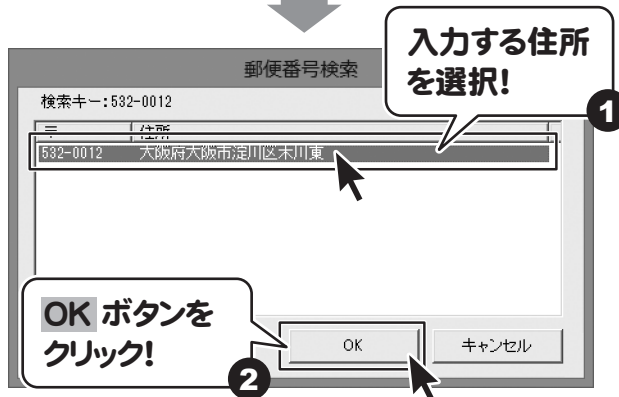 郵便番号検索
入力する住所
を選択!
1
検索キー:532-0012
〒 住所
532-0012 大阪府大阪市淀川区木川東
OK ボタンを
クリック!
2
OK
キャンセル